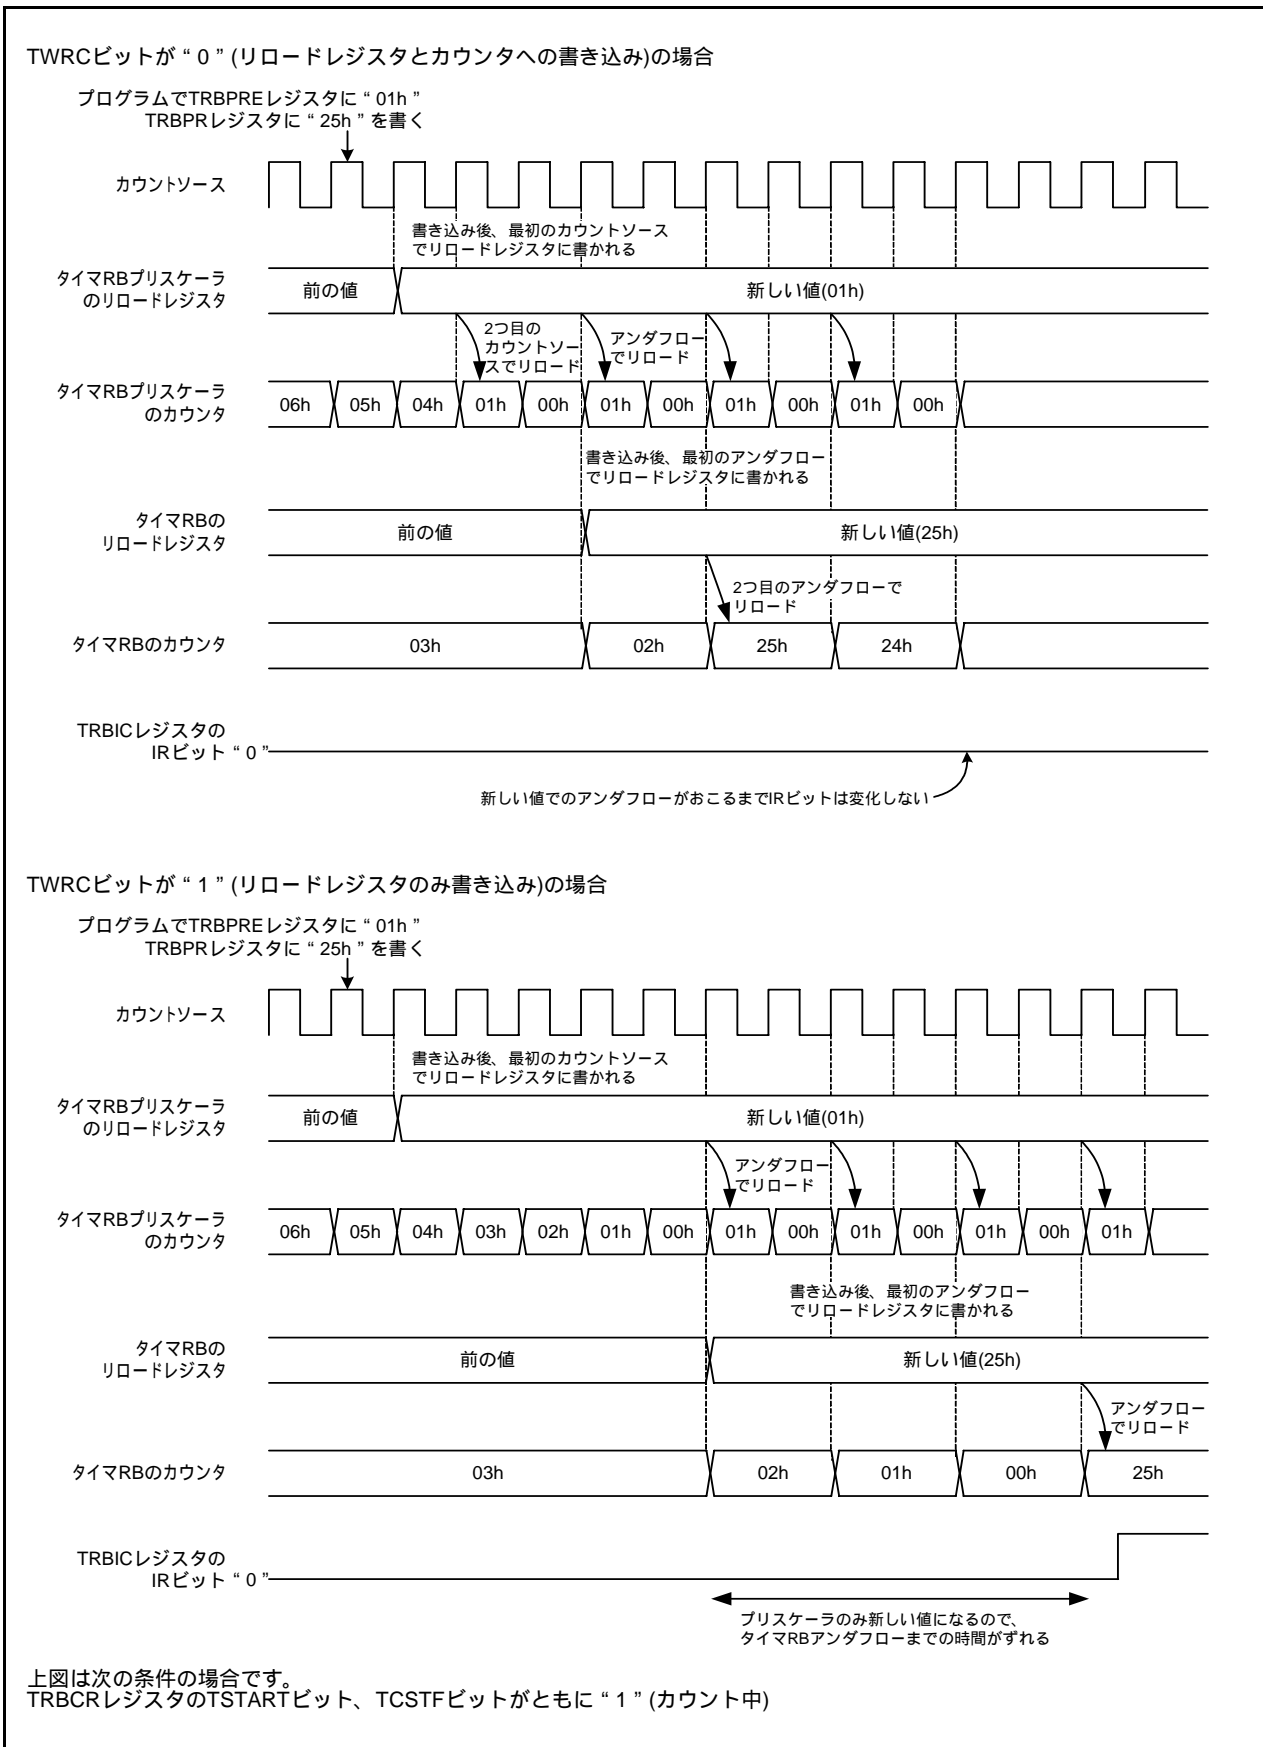 TWRCビットが“0”(リロードレジスタとカウンタへの書き込み)の場合
プログラムでTRBPREレジスタに“01h”
TRBPRレジスタに“25h”を書く
カウントソース
書き込み後、最初のカウントソース
でリロードレジスタに書かれる
タイマRBプリスケーラ
のリロードレジスタ
前の値
新しい値(01h)
2つ目の
カウントソー
スでリロード
アンダフロー
でリロード
タイマRBプリスケーラ
のカウンタ
06h 05h 04h 01h 00h 01h 00h 01h 00h 01h 00h
書き込み後、最初のアンダフロー
でリロードレジスタに書かれる
タイマRBの
リロードレジスタ
前の値
新しい値(25h)
2つ目のアンダフローで
リロード
タイマRBのカウンタ
03h 02h 25h 24h
TRBICレジスタの
IRビット“0”
新しい値でのアンダフローがおこるまでIRビットは変化しない
TWRCビットが“1”(リロードレジスタのみ書き込み)の場合
プログラムでTRBPREレジスタに“01h”
TRBPRレジスタに“25h”を書く
カウントソース
書き込み後、最初のカウントソース
でリロードレジスタに書かれる
タイマRBプリスケーラ
のリロードレジスタ
前の値
新しい値(01h)
アンダフロー
でリロード
タイマRBプリスケーラ
のカウンタ
06h 05h 04h 03h 02h 01h 00h 01h 00h 01h 00h 01h 00h 01h
書き込み後、最初のアンダフロー
でリロードレジスタに書かれる
タイマRBの
リロードレジスタ
前の値
新しい値(25h)
アンダフロー
でリロード
タイマRBのカウンタ
03h 02h 01h 00h 25h
TRBICレジスタの
IRビット“0”
プリスケーラのみ新しい値になるので、
タイマRBアンダフローまでの時間がずれる
上図は次の条件の場合です。
TRBCRレジスタのTSTARTビット、TCSTFビットがともに“1”(カウント中)